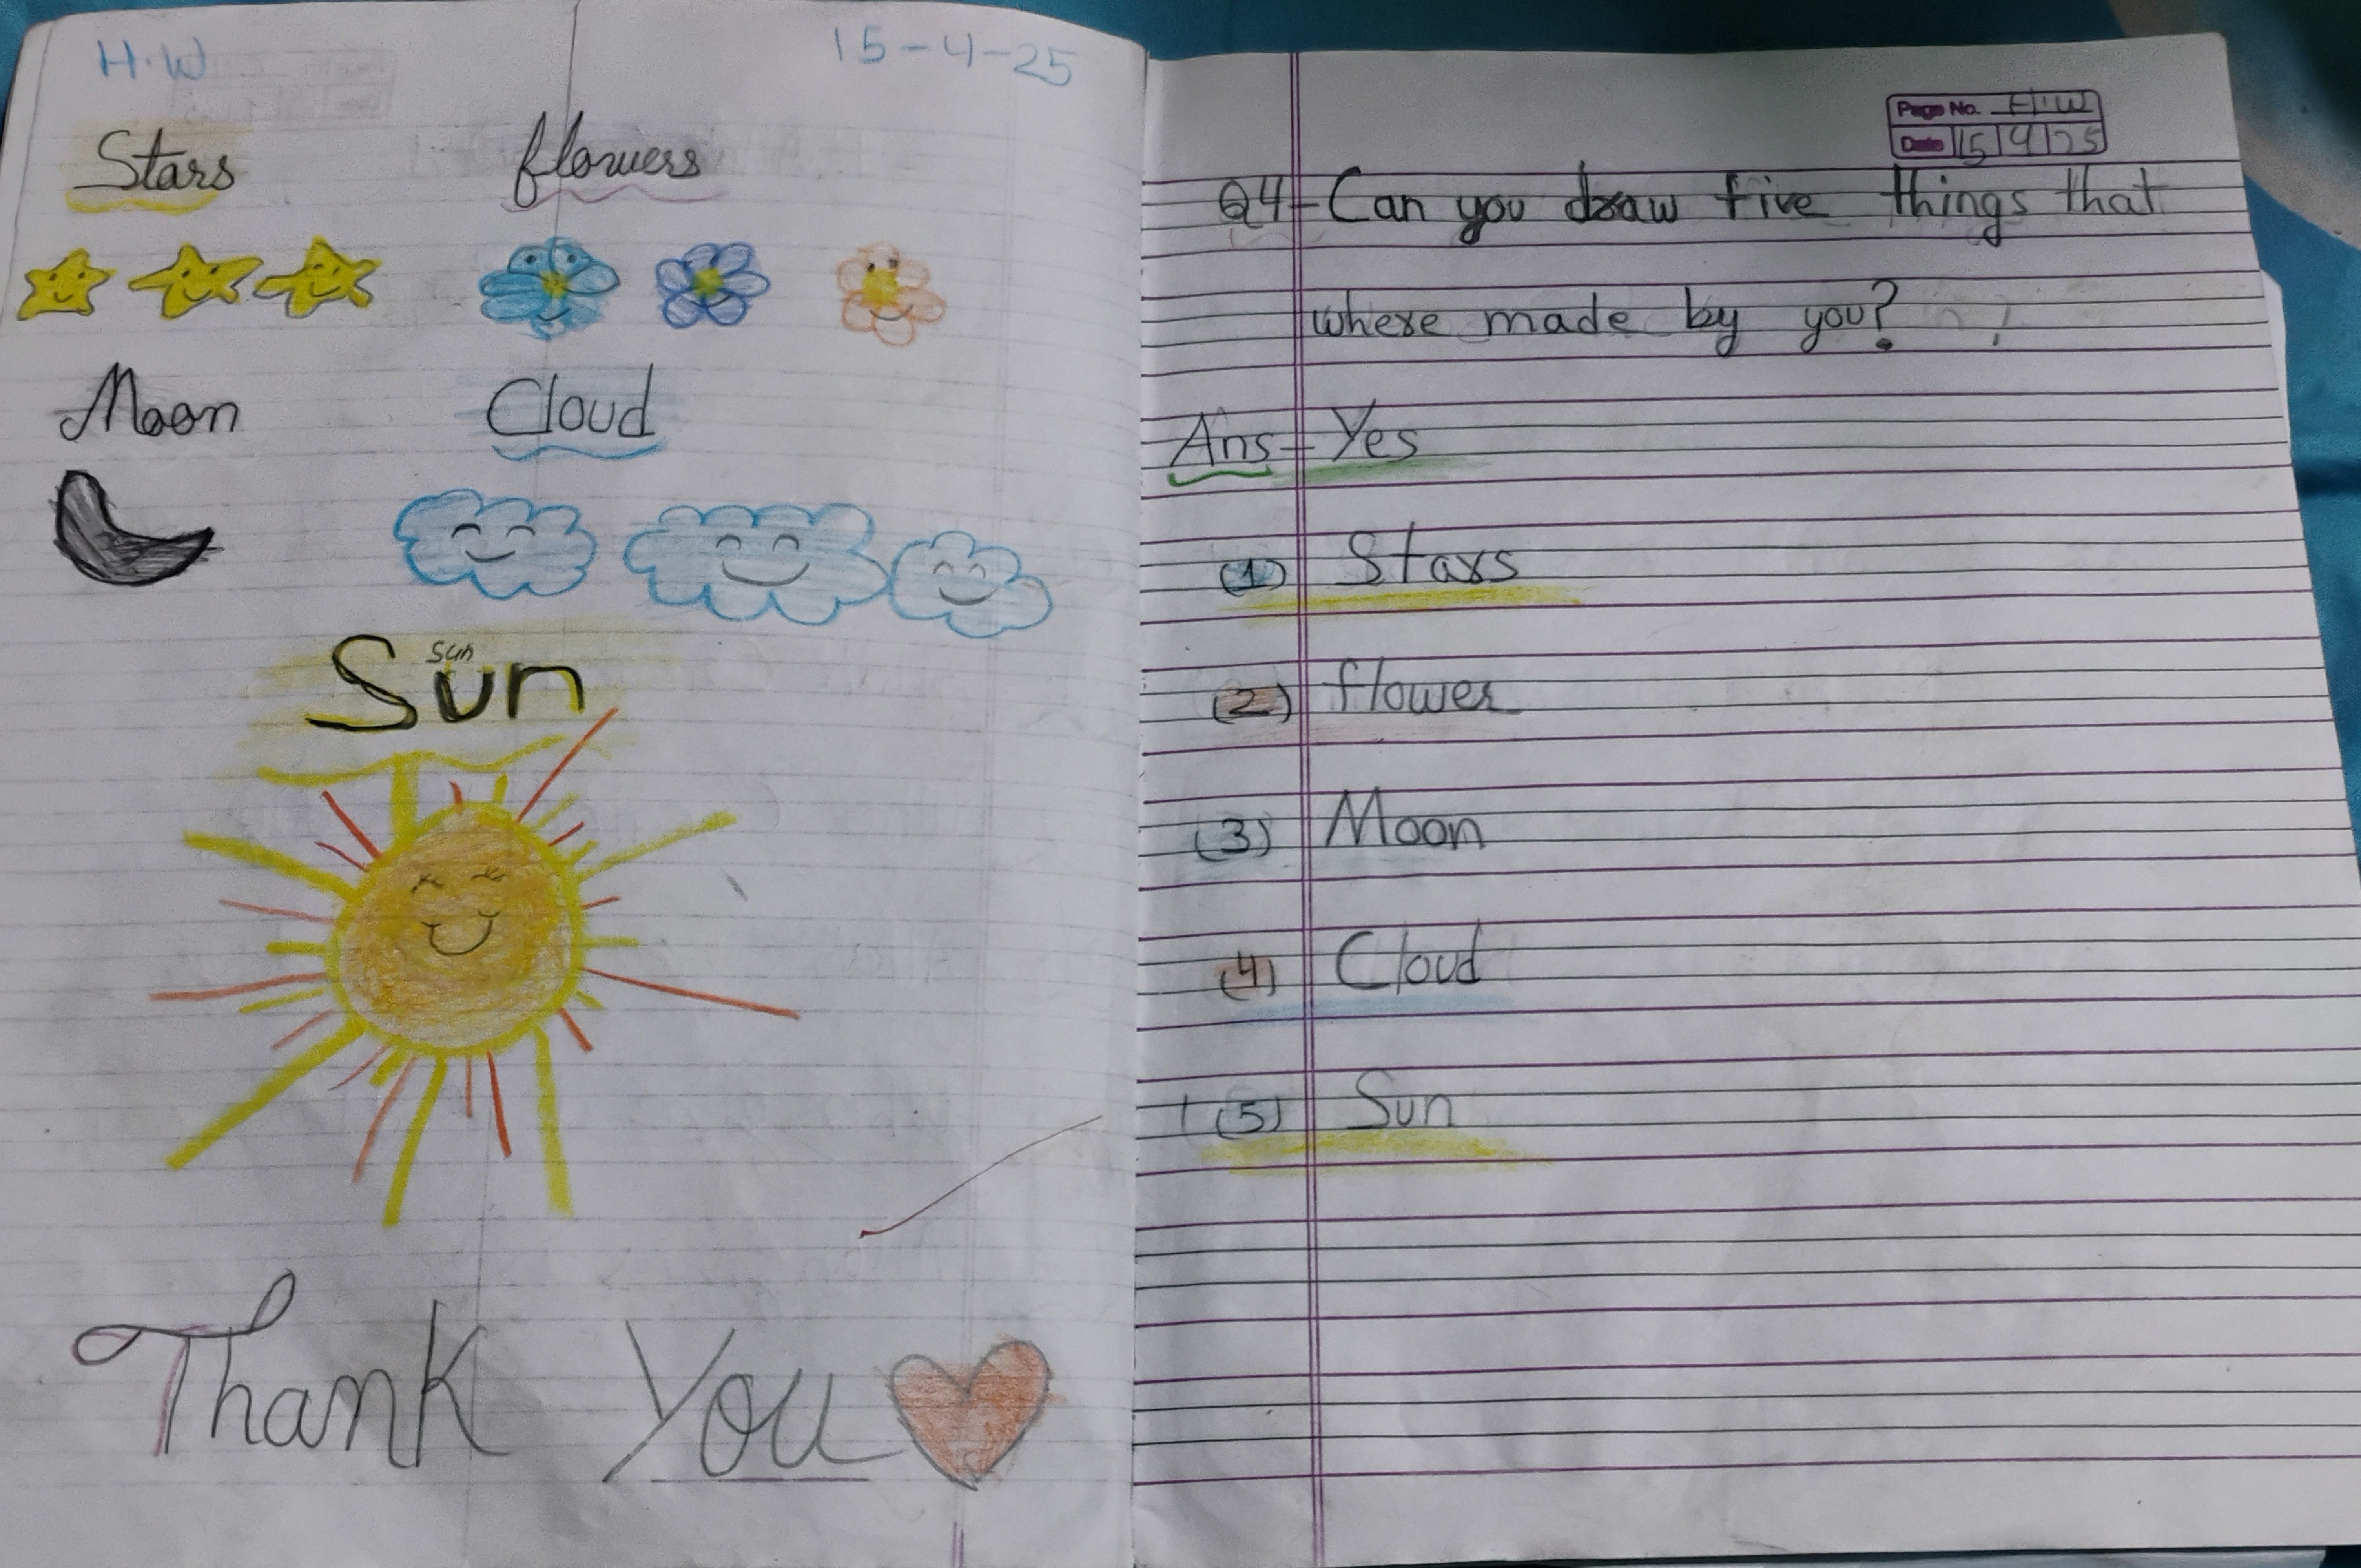 H.W 15-4-25
Stars flowers
Moon Cloud
Sun
Sun
Thank You
Page No. H.W
Date 15/4/25
Q4- Can you draw five things that
where made by you?
Ans- Yes
(1) Stars
(2) flower
(3) Moon
(4) Cloud
(5) Sun